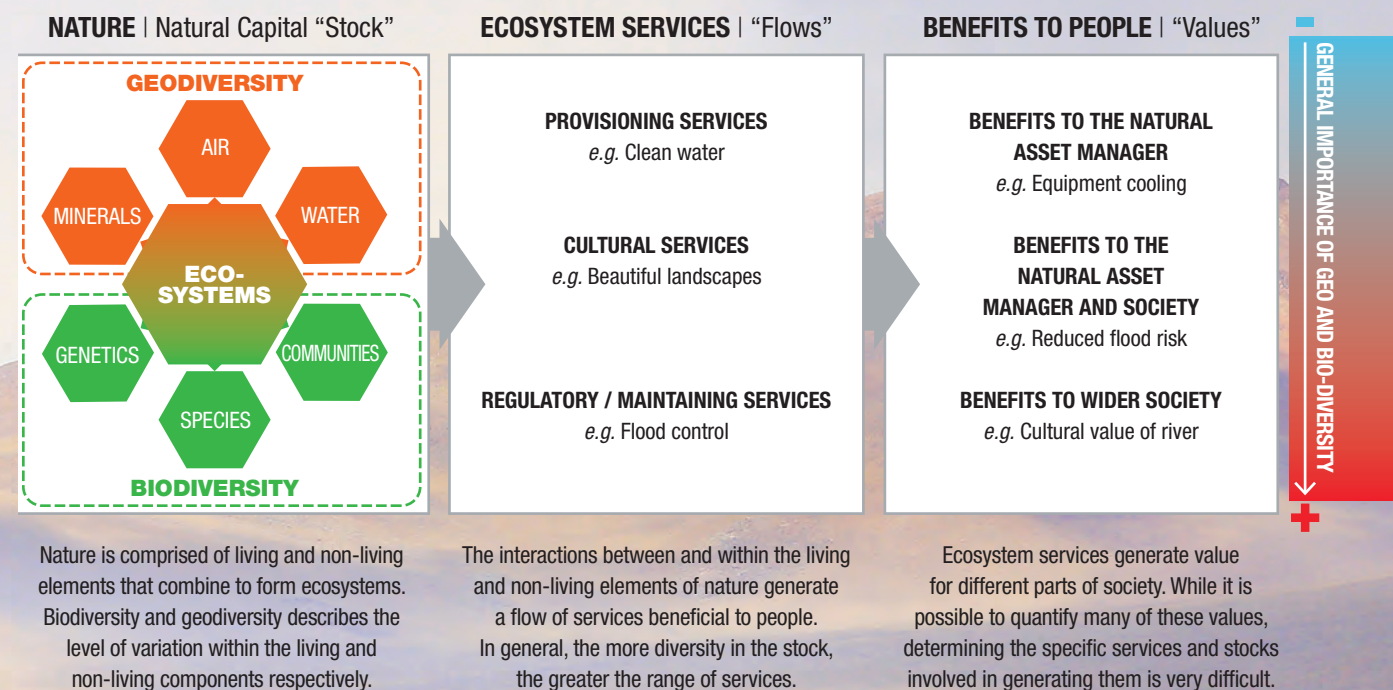 NATURE | Natural Capital “Stock”
GEODIVERSITY
AIR
MINERALS
WATER
ECO-
SYSTEMS
GENETICS
COMMUNITIES
SPECIES
BIODIVERSITY
Nature is comprised of living and non-living
elements that combine to form ecosystems.
Biodiversity and geodiversity describes the
level of variation within the living and
non-living components respectively.
ECOSYSTEM SERVICES | “Flows”
PROVISIONING SERVICES
e.g. Clean water
CULTURAL SERVICES
e.g. Beautiful landscapes
REGULATORY / MAINTAINING SERVICES
e.g. Flood control
The interactions between and within the living
and non-living elements of nature generate
a flow of services beneficial to people.
In general, the more diversity in the stock,
the greater the range of services.
BENEFITS TO PEOPLE | “Values”
BENEFITS TO THE NATURAL
ASSET MANAGER
e.g. Equipment cooling
BENEFITS TO THE
NATURAL ASSET
MANAGER AND SOCIETY
e.g. Reduced flood risk
BENEFITS TO WIDER SOCIETY
e.g. Cultural value of river
Ecosystem services generate value
for different parts of society. While it is
possible to quantify many of these values,
determining the specific services and stocks
involved in generating them is very difficult.
-
GENERAL IMPORTANCE OF GEO AND BIO-DIVERSITY
+